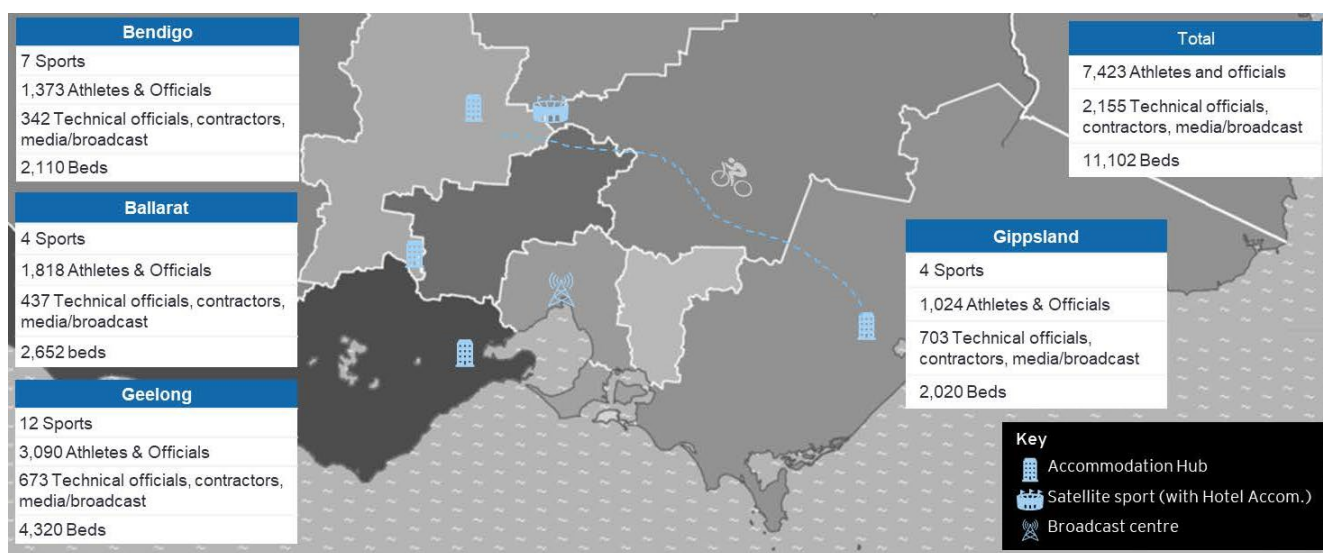 Bendigo
7 Sports
1,373 Athletes & Officials
342 Technical officials, contractors,
media/broadcast
2,110 Beds
Ballarat
4 Sports
1,818 Athletes & Officials
437 Technical officials, contractors,
media/broadcast
2,652 beds
Geelong
12 Sports
3,090 Athletes & Officials
673 Technical officials, contractors,
media/broadcast
4,320 Beds
Total
7,423 Athletes and officials
2,155 Technical officials,
contractors, media/broadcast
11,102 Beds
Gippsland
4 Sports
1,024 Athletes & Officials
703 Technical officials,
contractors, media/broadcast
2,020 Beds
Key
Accommodation Hub
Satellite sport (with Hotel Accom.)
Broadcast centre